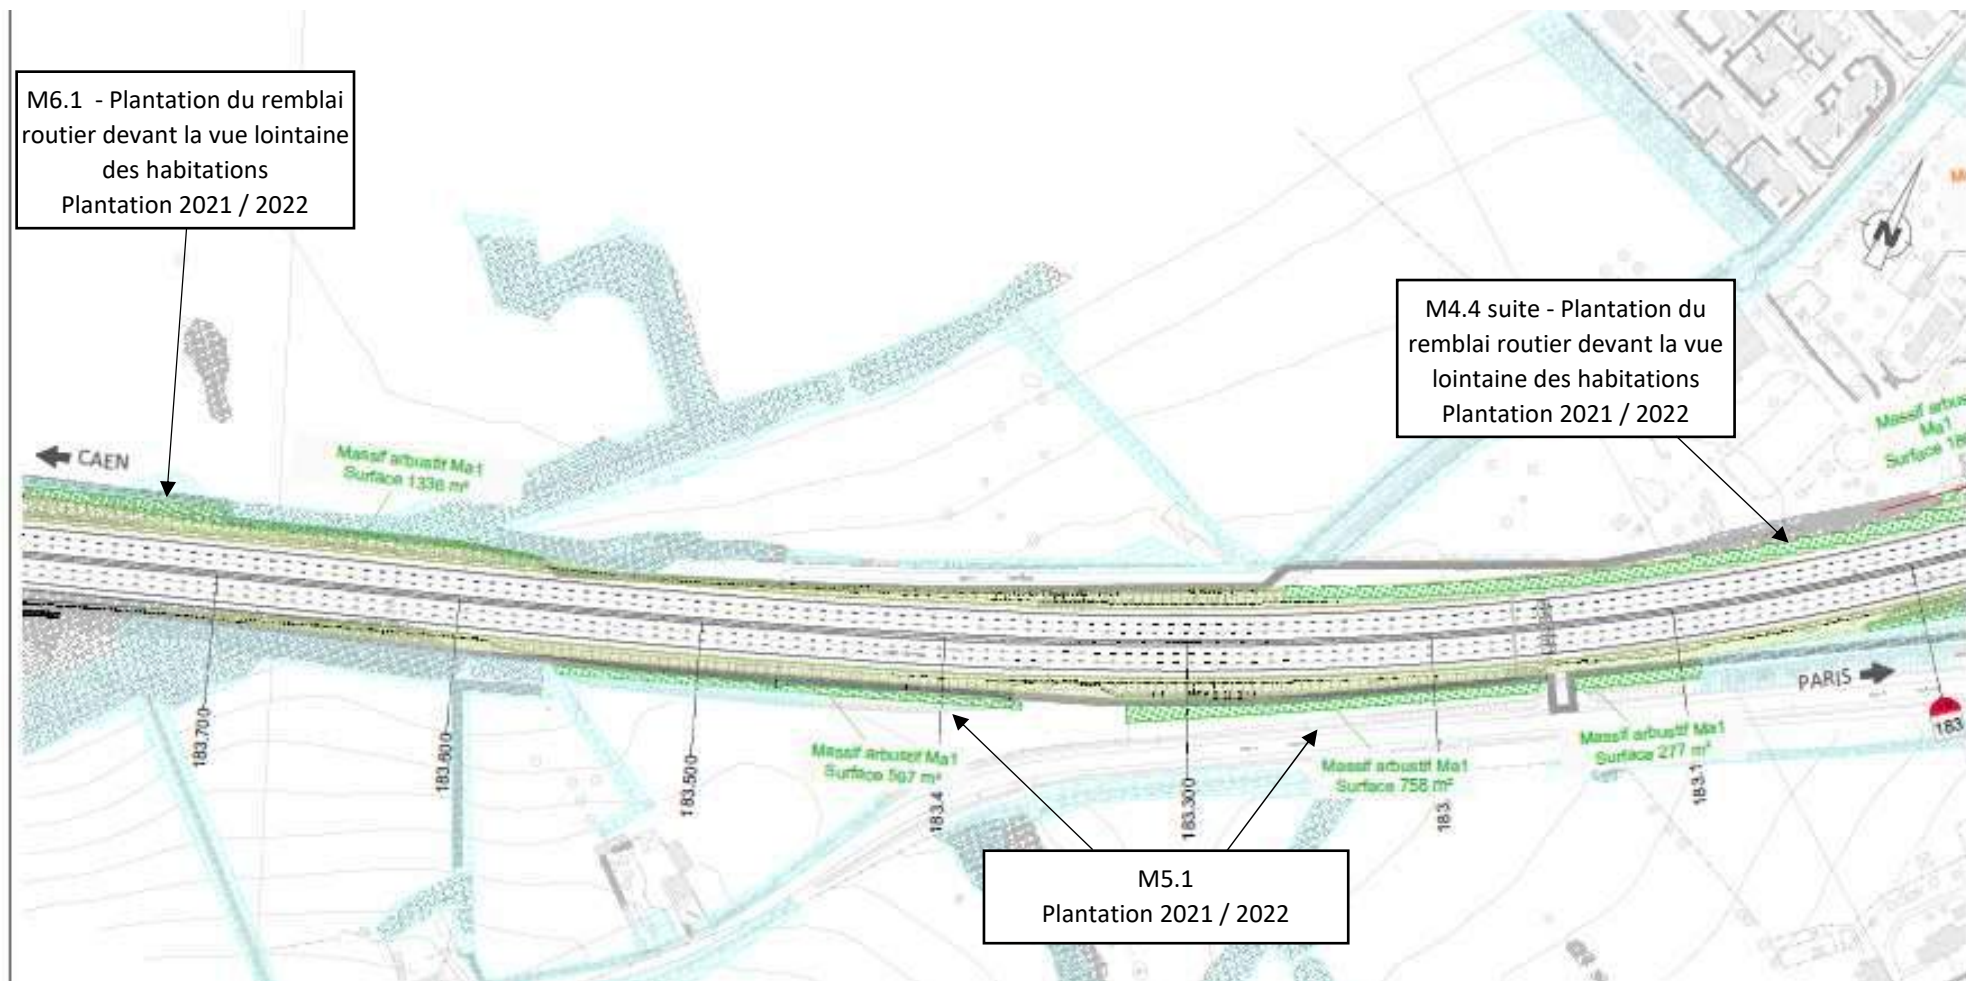 M6.1 - Plantation du remblai
routier devant la vue lointaine
des habitations
Plantation 2021 / 2022
N
M4.4 suite - Plantation du
remblai routier devant la vue
lointaine des habitations
Plantation 2021 / 2022
Massif arbus
Ma1
Surface
CAEN
Massif arbustif Ma1
Surface 1336 m²
PARIS
183
183.700
183.600
183.500
183.4
183.300
183
183.1
Massif arbustif Ma1
Surface 597 m²
Massif arbustif Ma1
Surface 758 m²
Massif arbustif Ma1
Surface 277 m²
M5.1
Plantation 2021 / 2022